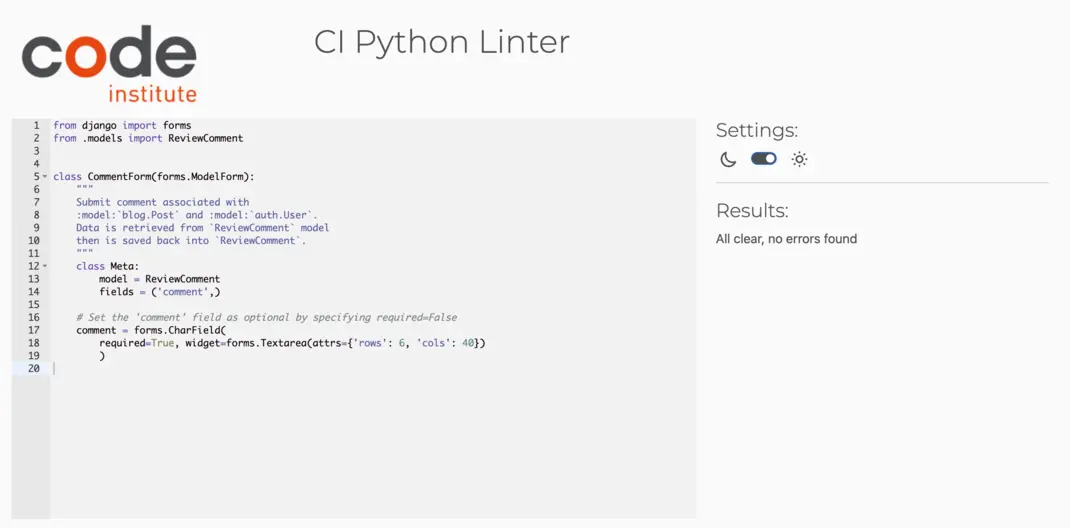 code
institute
CI Python Linter
1 from django import forms
2 from .models import ReviewComment
3
4
5 class CommentForm(forms.ModelForm):
6     """
7     Submit comment associated with
8     :model:`blog.Post` and :model:`auth.User`.
9     Data is retrieved from `ReviewComment` model
10     then is saved back into `ReviewComment`.
11     """
12     class Meta:
13         model = ReviewComment
14         fields = ('comment',)
15
16     # Set the 'comment' field as optional by specifying required=False
17     comment = forms.CharField(
18         required=True, widget=forms.Textarea(attrs={'rows': 6, 'cols': 40})
19         )
20
Settings:
Results:
All clear, no errors found